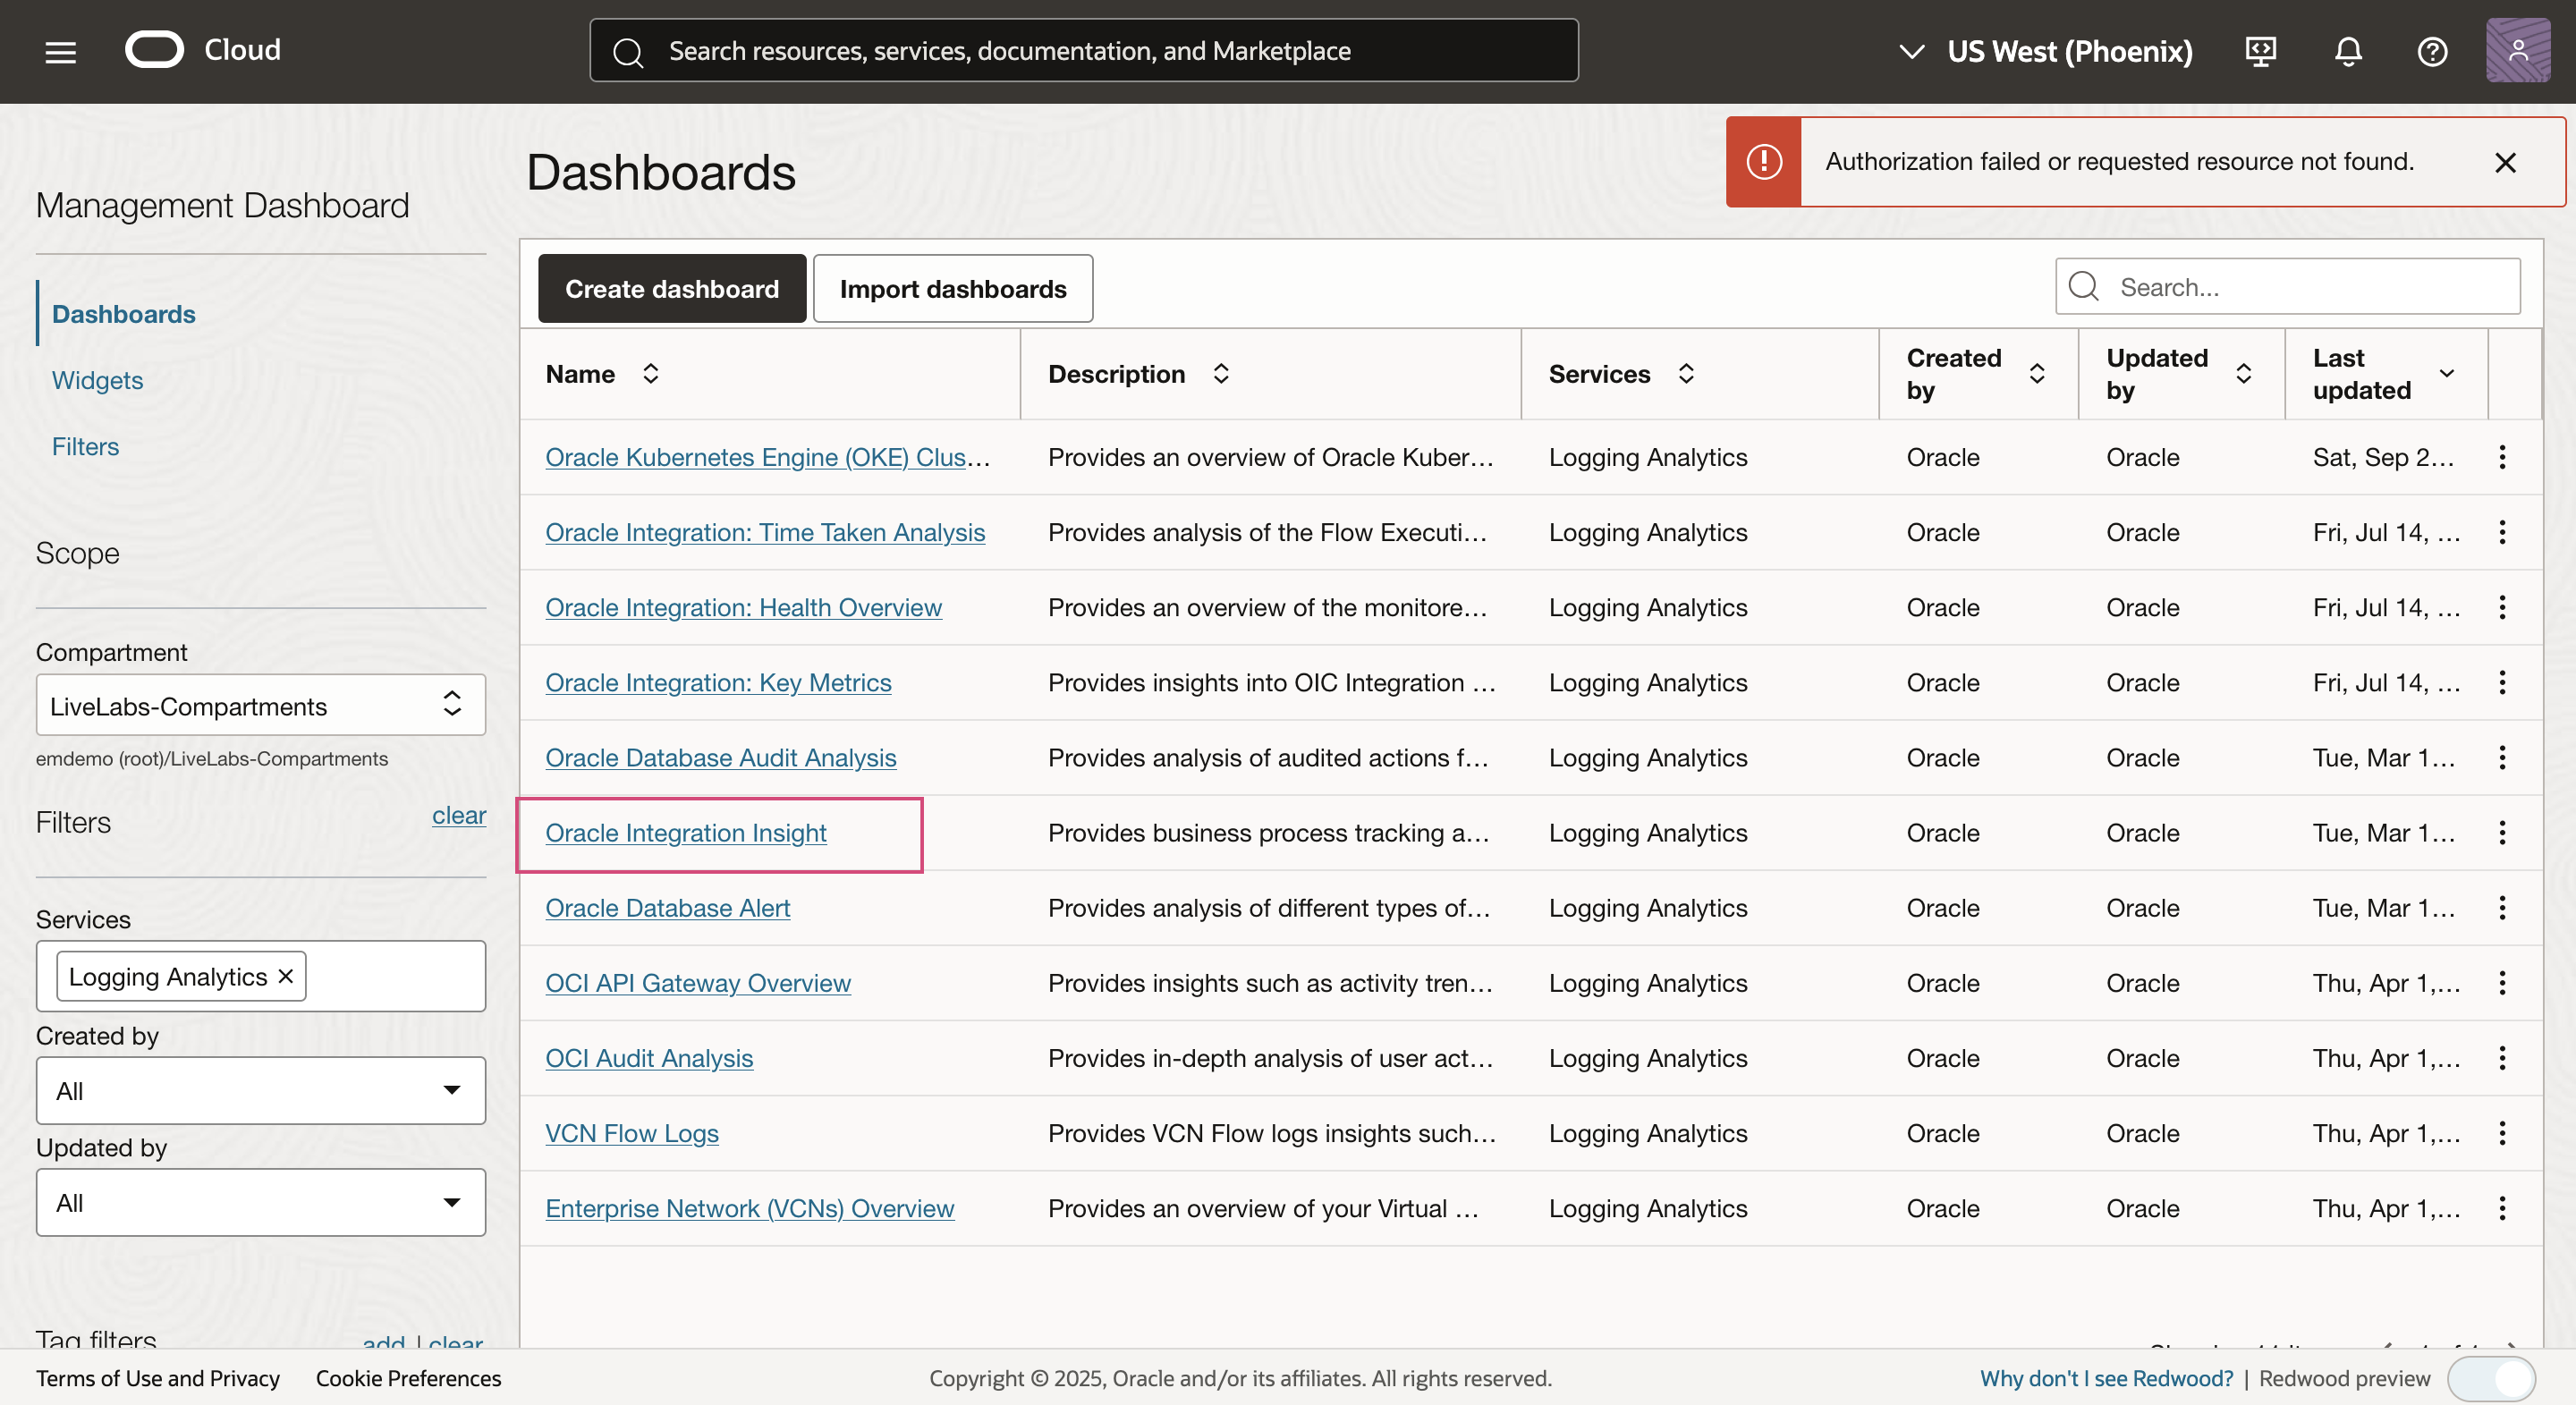 Cloud
Search resources, services, documentation, and Marketplace
US West (Phoenix)
Authorization failed or requested resource not found.
Management Dashboard
Dashboards
Widgets
Filters
Scope
Compartment
LiveLabs-Compartments
emdemo (root)/LiveLabs-Compartments
Filters
clear
Services
Logging Analytics
Created by
All
Updated by
All
Tag filters
add | clear
Dashboards
Create dashboard
Import dashboards
Search...
Name
Description
Services
Created by
Updated by
Last updated
Oracle Kubernetes Engine (OKE) Clus... Provides an overview of Oracle Kuber... Logging Analytics Oracle Oracle Sat, Sep 2...
Oracle Integration: Time Taken Analysis Provides analysis of the Flow Executi... Logging Analytics Oracle Oracle Fri, Jul 14, ...
Oracle Integration: Health Overview Provides an overview of the monitore... Logging Analytics Oracle Oracle Fri, Jul 14, ...
Oracle Integration: Key Metrics Provides insights into OIC Integration ... Logging Analytics Oracle Oracle Fri, Jul 14, ...
Oracle Database Audit Analysis Provides analysis of audited actions f... Logging Analytics Oracle Oracle Tue, Mar 1...
Oracle Integration Insight Provides business process tracking a... Logging Analytics Oracle Oracle Tue, Mar 1...
Oracle Database Alert Provides analysis of different types of... Logging Analytics Oracle Oracle Tue, Mar 1...
OCI API Gateway Overview Provides insights such as activity tren... Logging Analytics Oracle Oracle Thu, Apr 1,...
OCI Audit Analysis Provides in-depth analysis of user act... Logging Analytics Oracle Oracle Thu, Apr 1,...
VCN Flow Logs Provides VCN Flow logs insights such... Logging Analytics Oracle Oracle Thu, Apr 1,...
Enterprise Network (VCNs) Overview Provides an overview of your Virtual ... Logging Analytics Oracle Oracle Thu, Apr 1,...
Terms of Use and Privacy
Cookie Preferences
Copyright © 2025, Oracle and/or its affiliates. All rights reserved.
Why don't I see Redwood? | Redwood preview